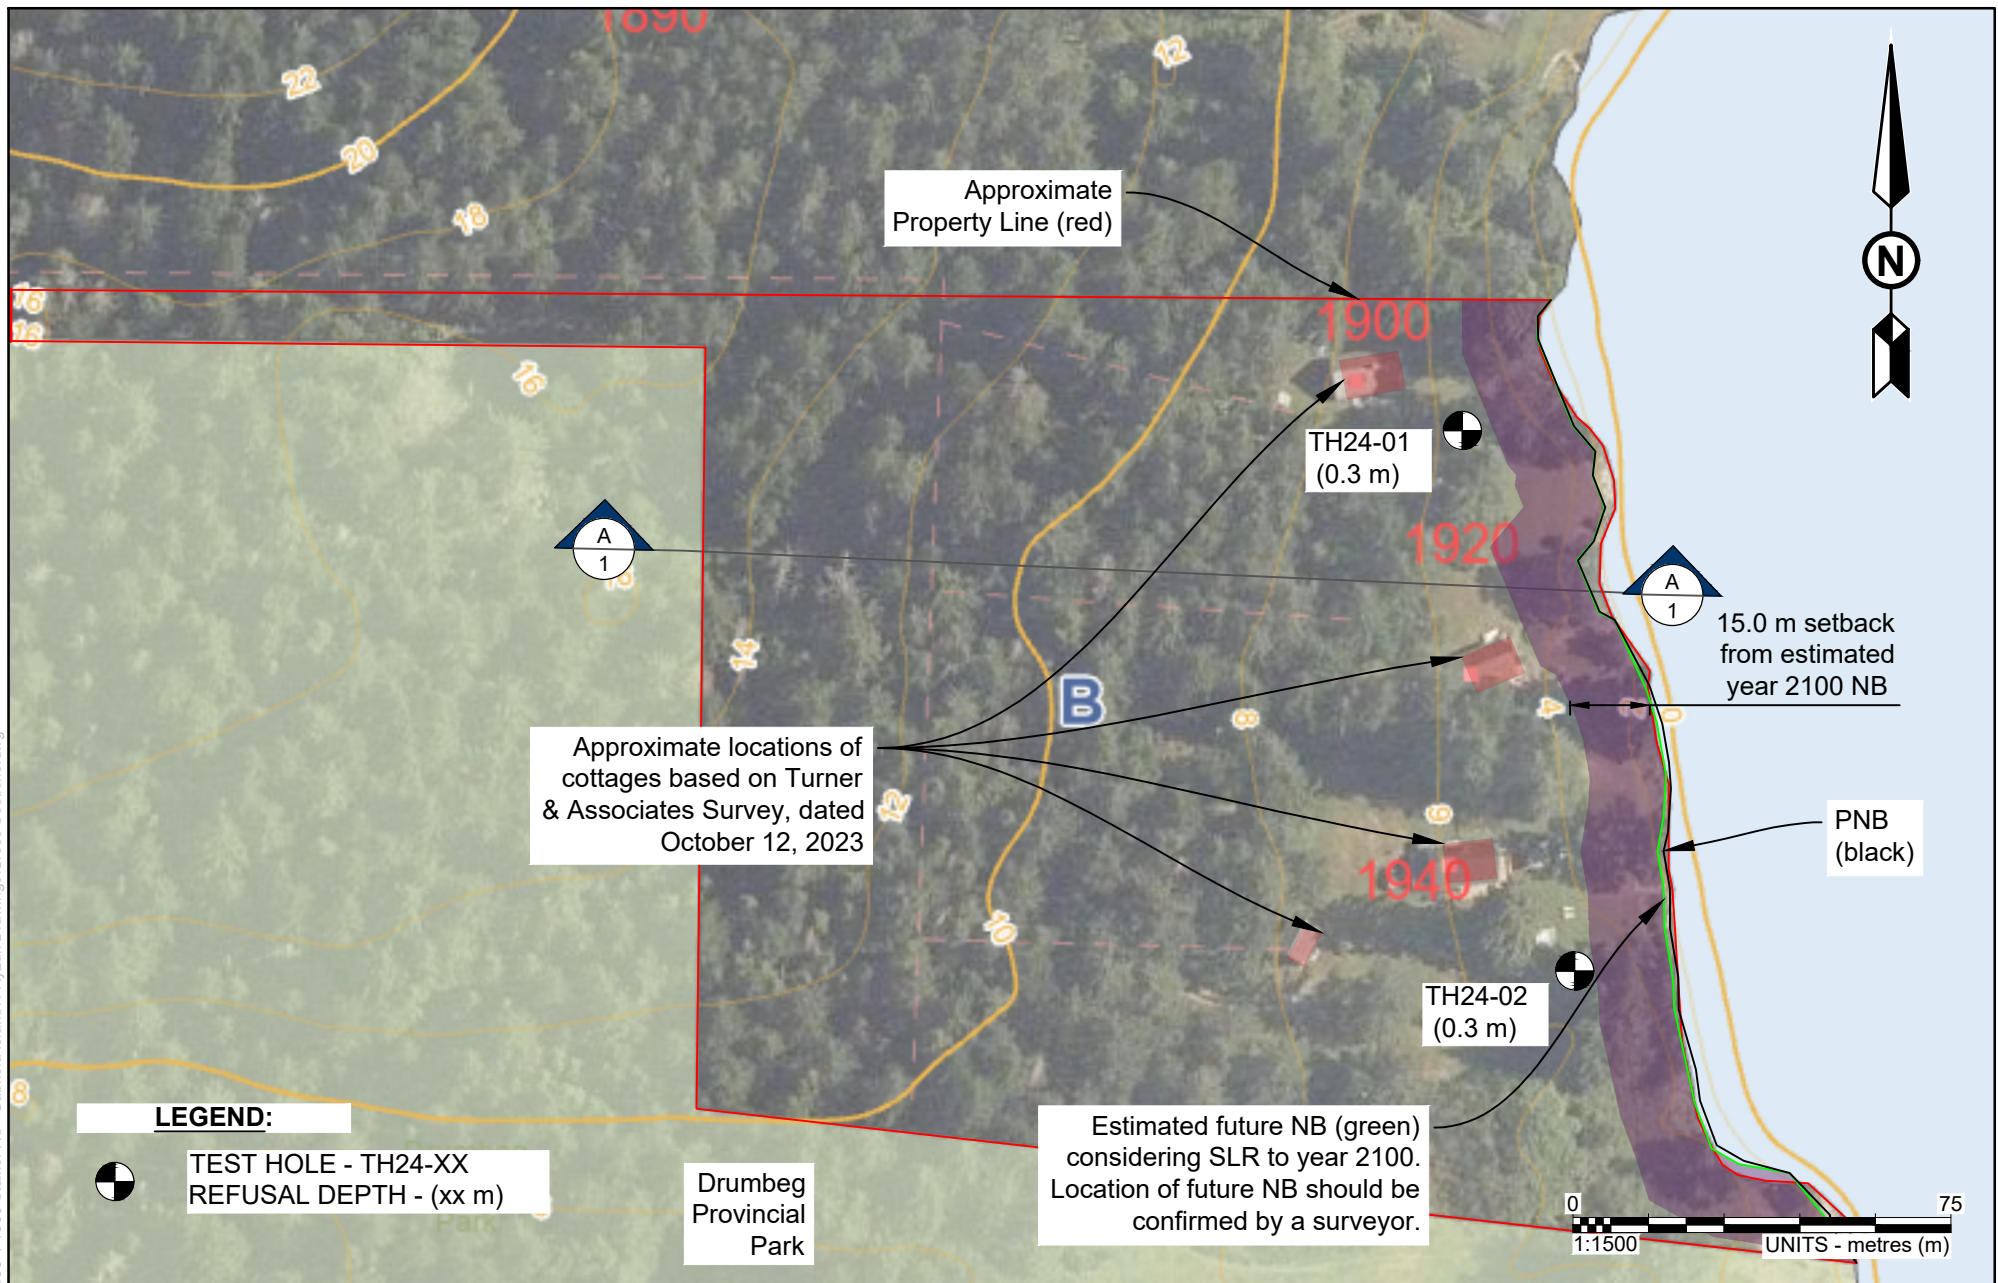 1890
22
12
20
18
Approximate
Property Line (red)
N
16
16
1900
16
TH24-01
(0.3 m)
1920
A
1
A
1
15.0 m setback
from estimated
year 2100 NB
14
B
8
4
0
Approximate locations of
cottages based on Turner
& Associates Survey, dated
October 12, 2023
12
6
PNB
(black)
1940
10
TH24-02
(0.3 m)
8
LEGEND:
TEST HOLE - TH24-XX
REFUSAL DEPTH - (xx m)
Drumbeg
Provincial
Park
Estimated future NB (green)
considering SLR to year 2100.
Location of future NB should be
confirmed by a surveyor.
0
75
1:1500
UNITS - metres (m)